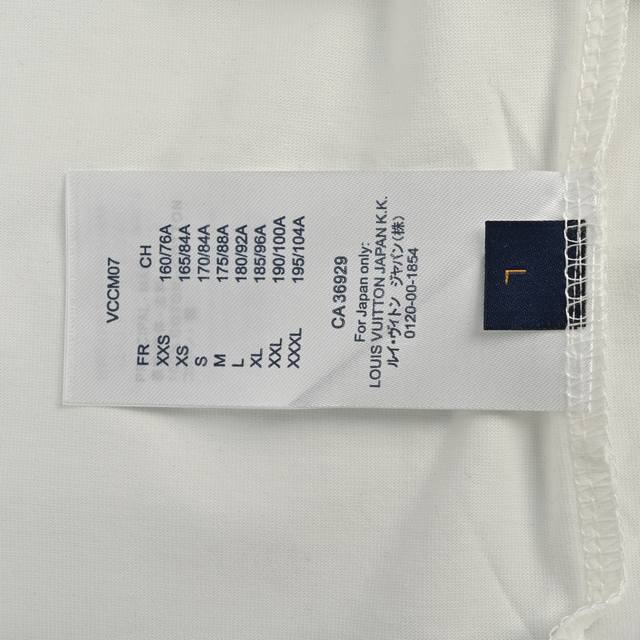 VCCM07
FR CH
XXS 160/76A
XS 165/84A
S 170/84A
M 175/88A
L 180/92A
XL 185/96A
XXL 190/100A
XXXL 195/104A
CA 36929
For Japan only:
LOUIS VUITTON JAPAN K.K.
ルイ・ヴィトン ジャパン(株)
0120-00-1854
L